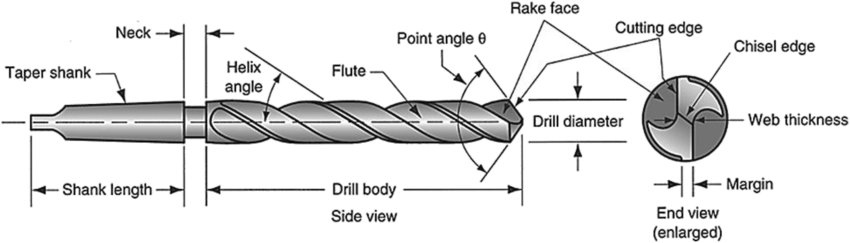 Neck
Taper shank
Helix
angle
Flute
Point angle θ
Rake face
Cutting edge
Chisel edge
Drill diameter
Web thickness
Shank length
Drill body
Side view
Margin
End view
(enlarged)